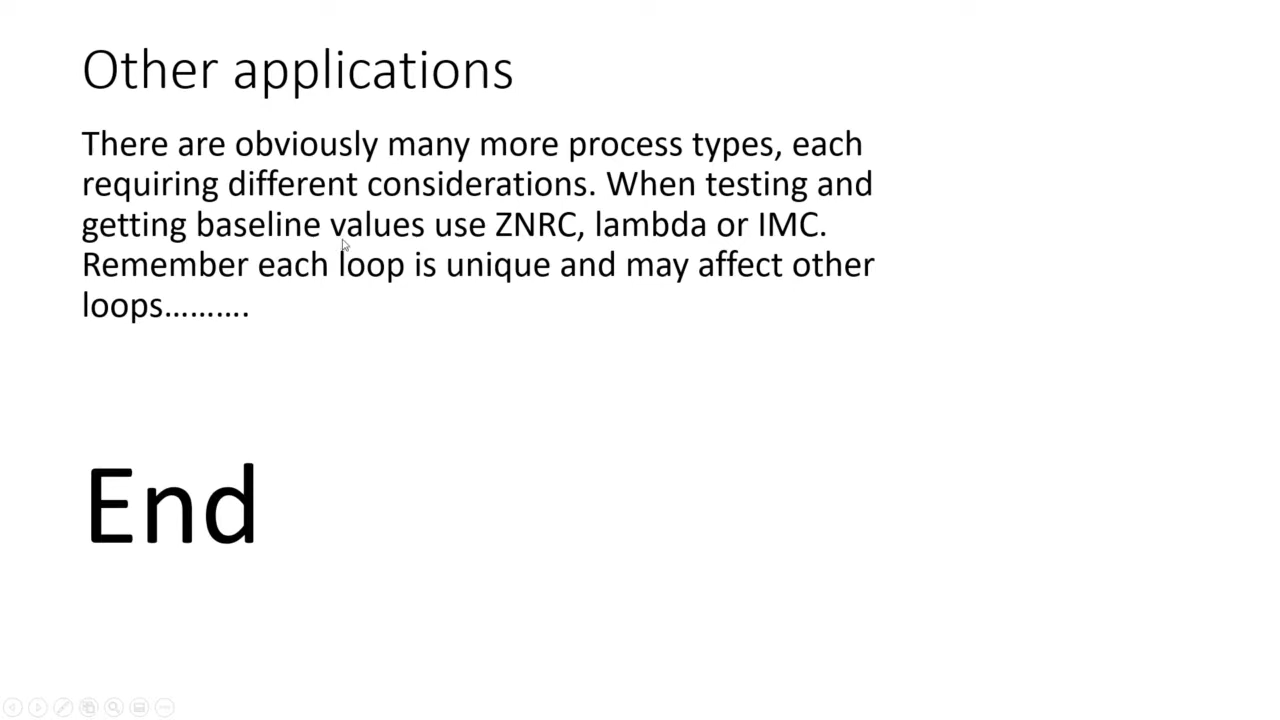 Other applications
There are obviously many more process types, each
requiring different considerations. When testing and
getting baseline values use ZNRC, lambda or IMC.
Remember each loop is unique and may affect other
loops……….
End